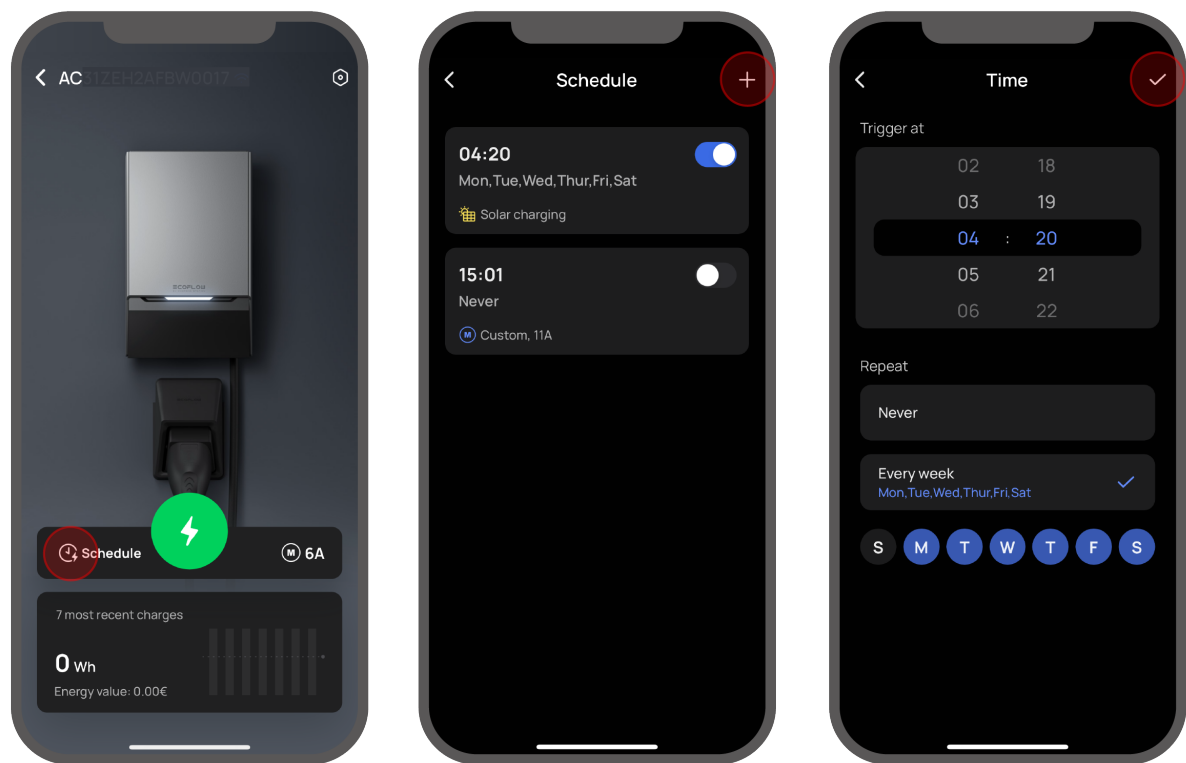 AC31ZEH2AFBW0017
ECOFLOW
Schedule
M 6A
7 most recent charges
0 Wh
Energy value: 0.00€
Schedule
04:20
Mon,Tue,Wed,Thur,Fri,Sat
Solar charging
15:01
Never
M Custom, 11A
Time
Trigger at
02 18
03 19
04 : 20
05 21
06 22
Repeat
Never
Every week
Mon,Tue,Wed,Thur,Fri,Sat
S M T W T F S